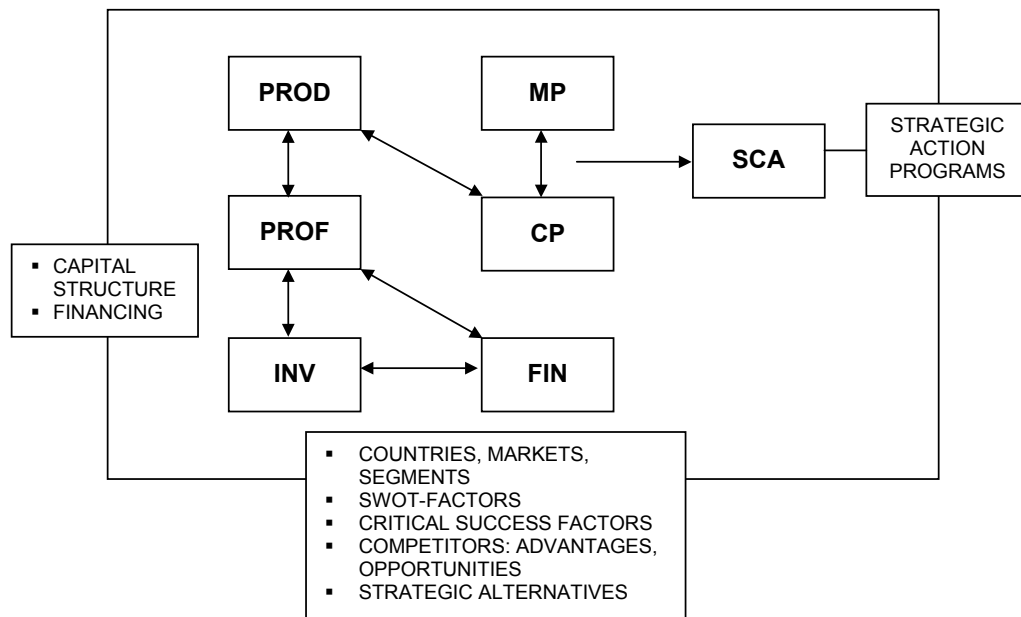 PROD
MP
STRATEGIC
ACTION
PROGRAMS
SCA
PROF
CP
▪ CAPITAL
STRUCTURE
▪ FINANCING
INV
FIN
▪ COUNTRIES, MARKETS,
SEGMENTS
▪ SWOT-FACTORS
▪ CRITICAL SUCCESS FACTORS
▪ COMPETITORS: ADVANTAGES,
OPPORTUNITIES
▪ STRATEGIC ALTERNATIVES